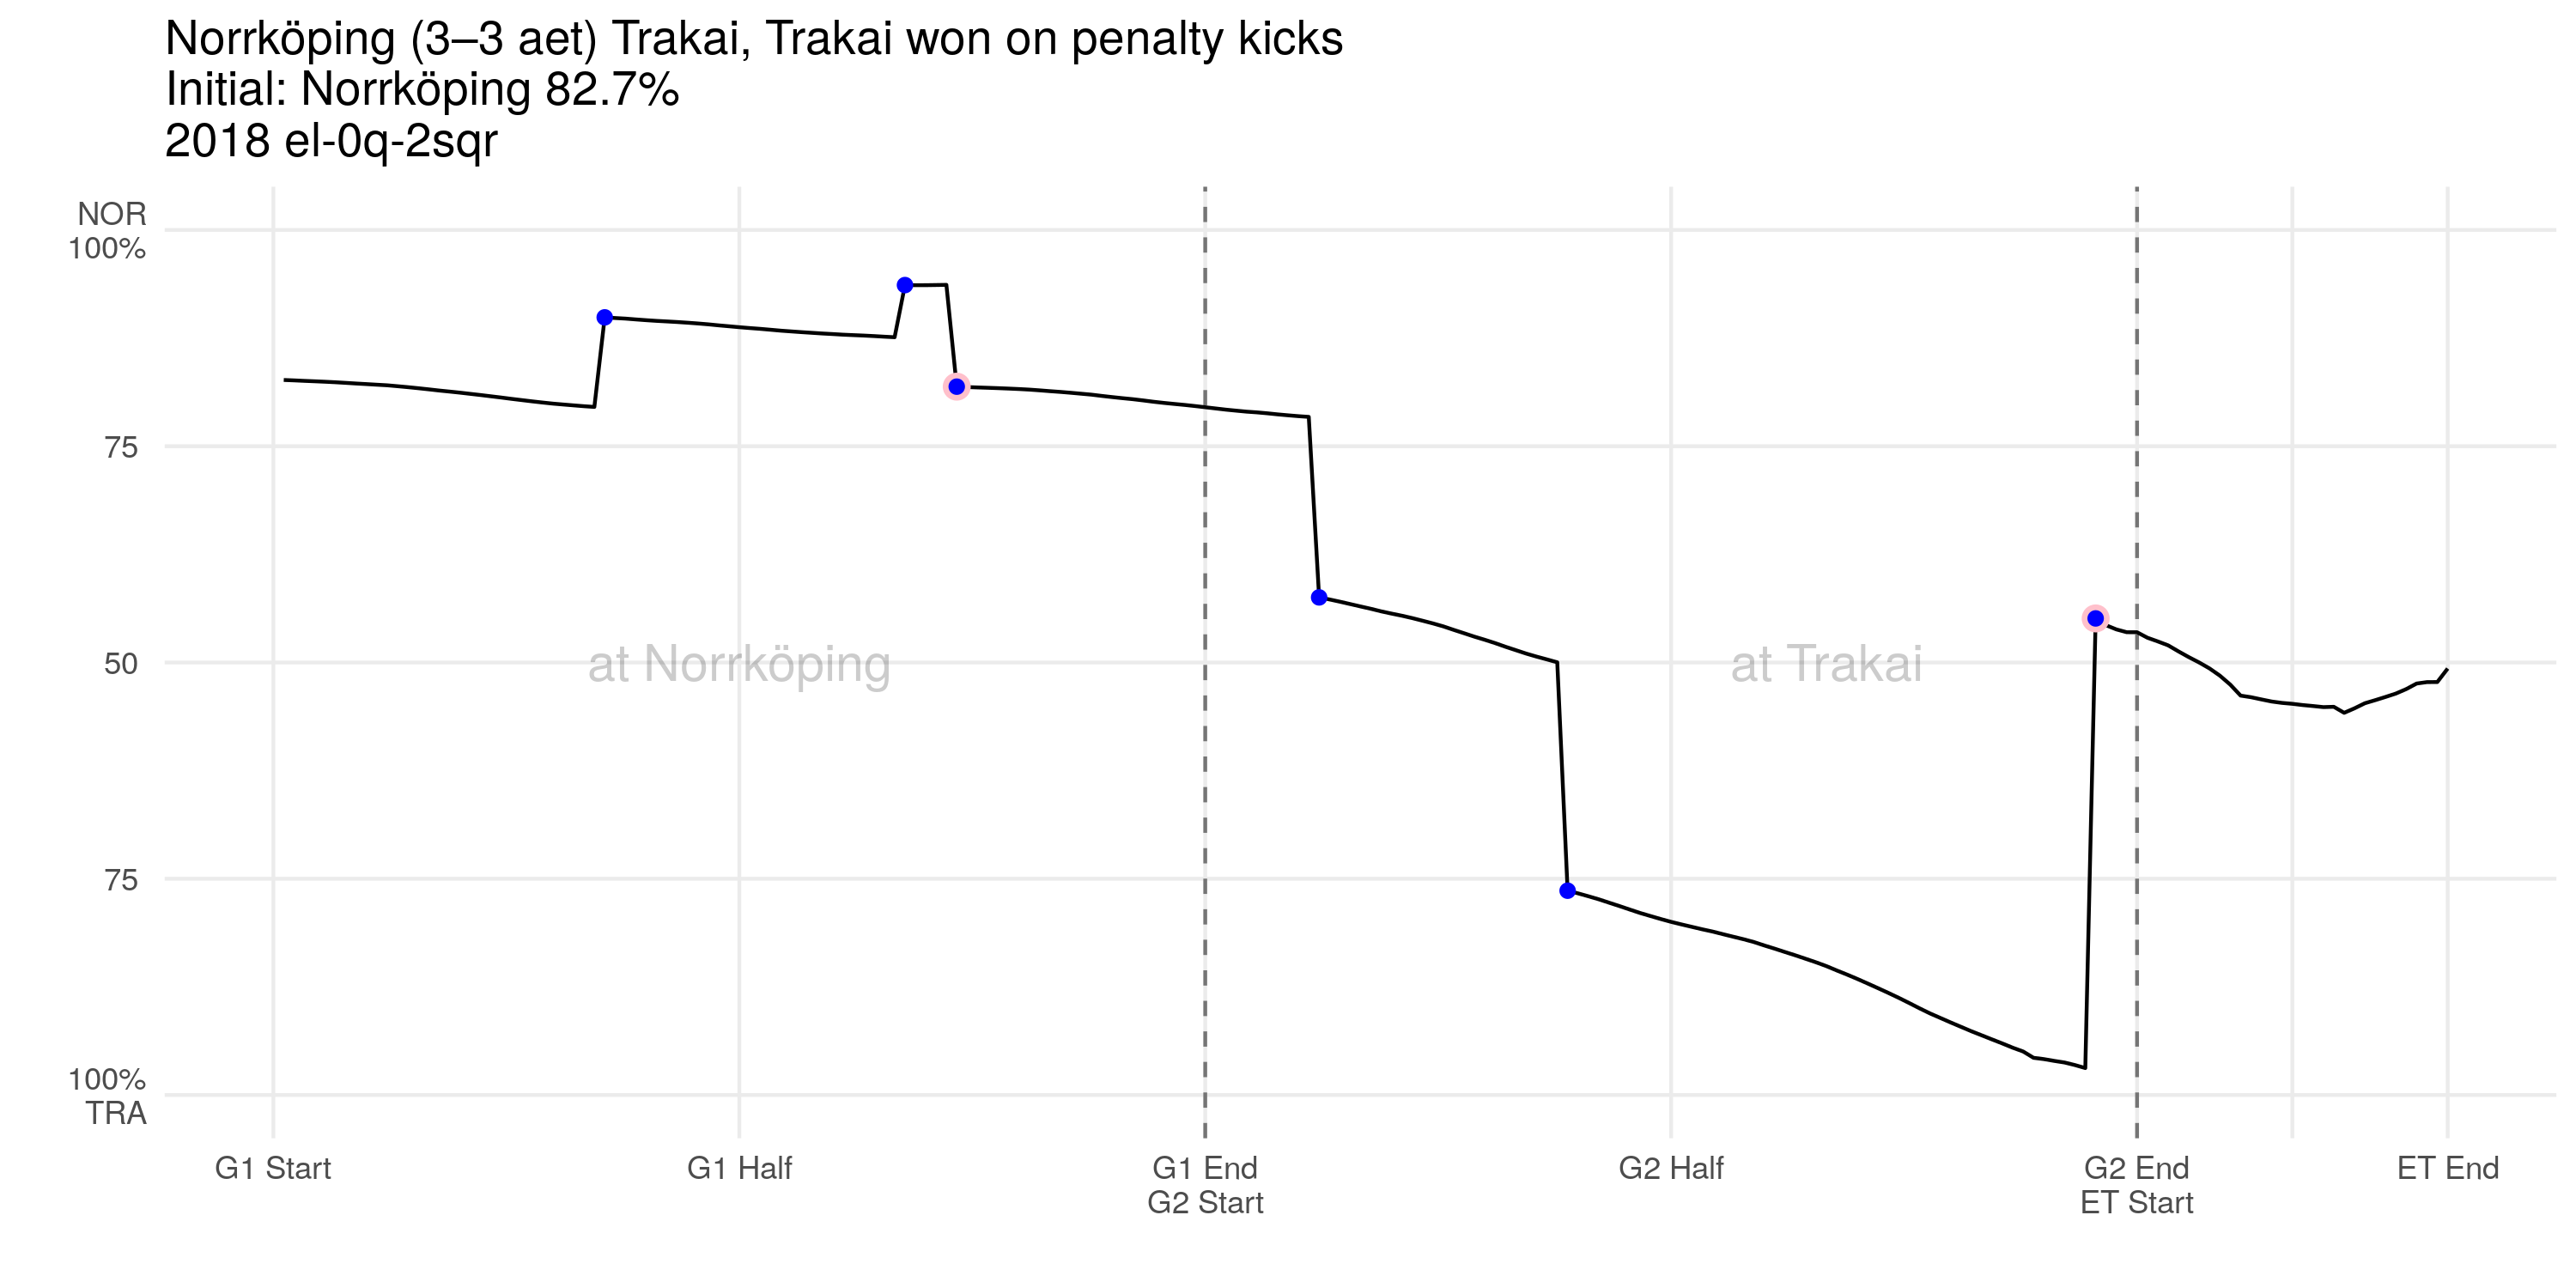 Norrköping (3–3 aet) Trakai, Trakai won on penalty kicks
Initial: Norrköping 82.7%
2018 el-0q-2sqr
NOR
100%
75
50
75
100%
TRA
at Norrköping
at Trakai
G1 Start
G1 Half
G1 End
G2 Start
G2 Half
G2 End
ET Start
ET End